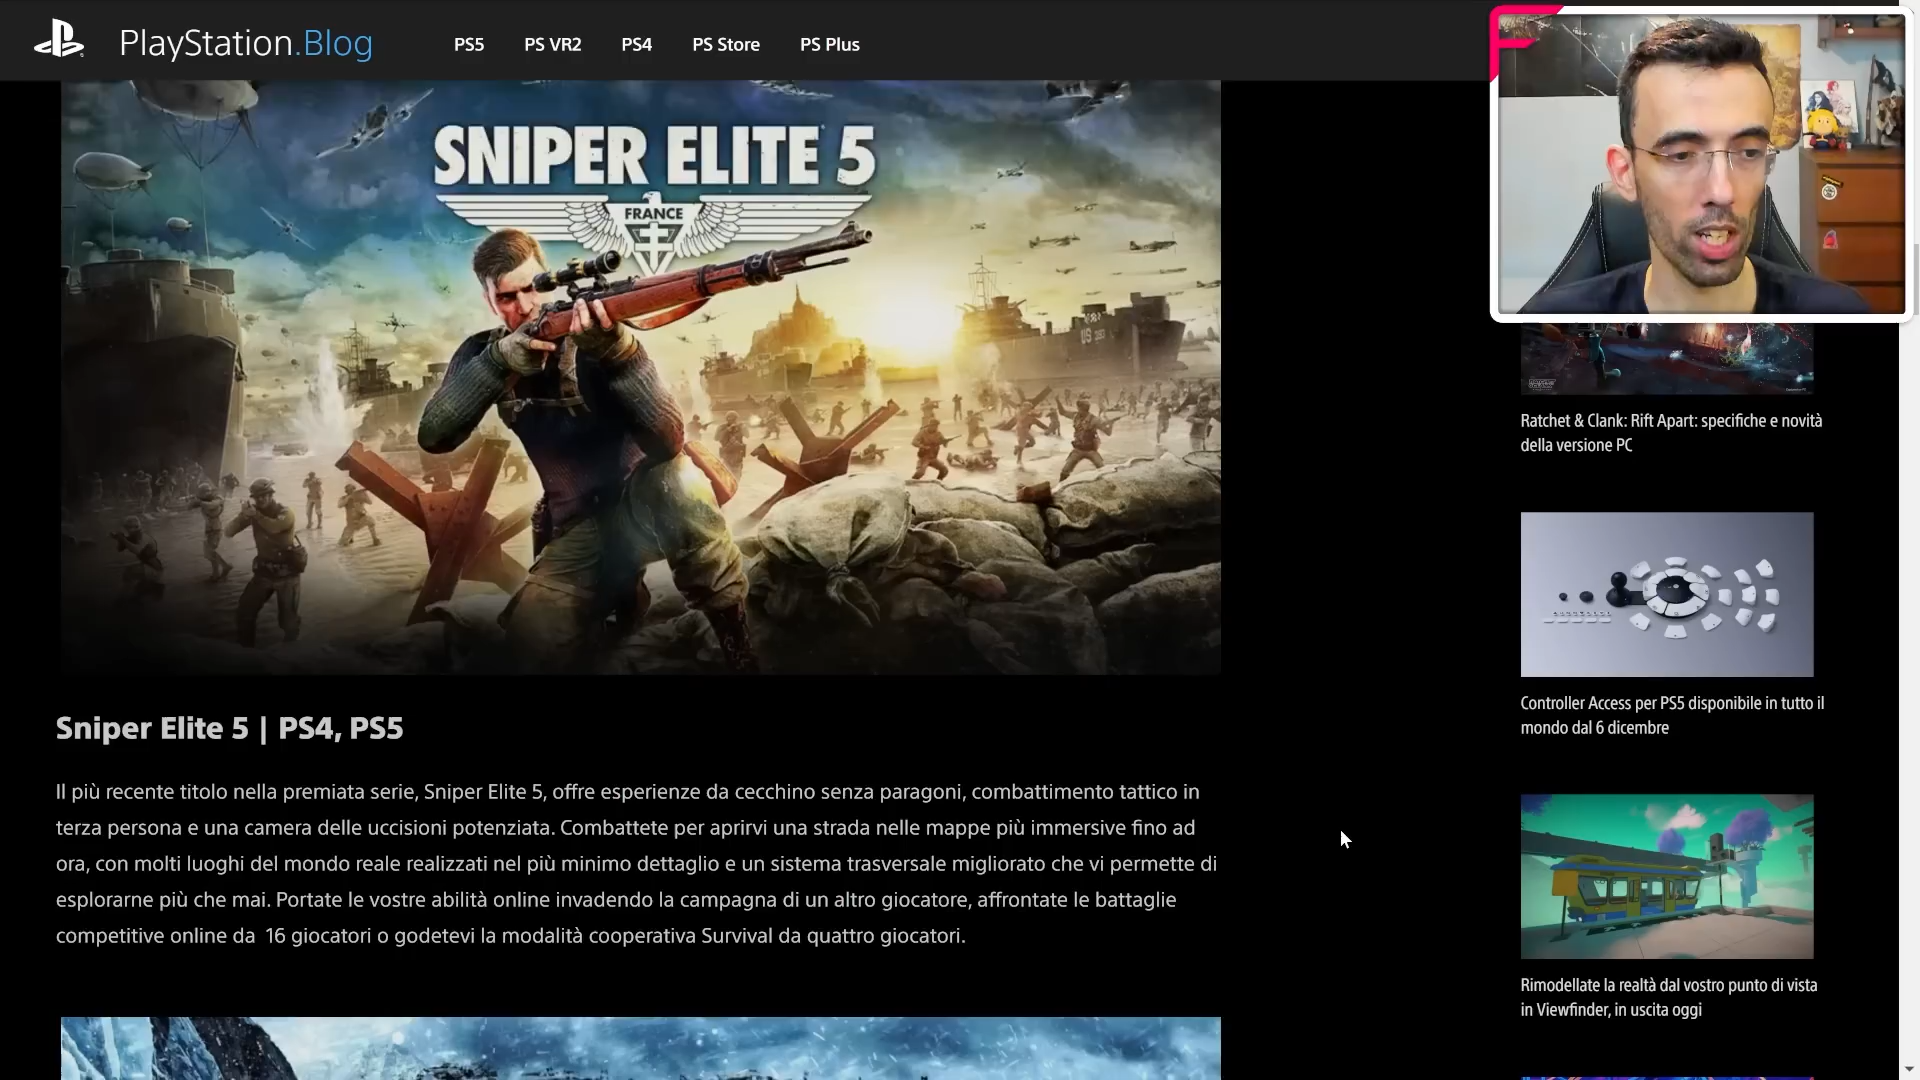 PlayStation.Blog
PS5
PS VR2
PS4
PS Store
PS Plus
SNIPER ELITE 5
FRANCE
Sniper Elite 5 | PS4, PS5
Il più recente titolo nella premiata serie, Sniper Elite 5, offre esperienze da cecchino senza paragoni, combattimento tattico in
terza persona e una camera delle uccisioni potenziata. Combattete per aprirvi una strada nelle mappe più immersive fino ad
ora, con molti luoghi del mondo reale realizzati nel più minimo dettaglio e un sistema trasversale migliorato che vi permette di
esplorarne più che mai. Portate le vostre abilità online invadendo la campagna di un altro giocatore, affrontate le battaglie
competitive online da  16 giocatori o godetevi la modalità cooperativa Survival da quattro giocatori.
Ratchet & Clank: Rift Apart: specifiche e novità
della versione PC
Controller Access per PS5 disponibile in tutto il
mondo dal 6 dicembre
Rimodellate la realtà dal vostro punto di vista
in Viewfinder, in uscita oggi